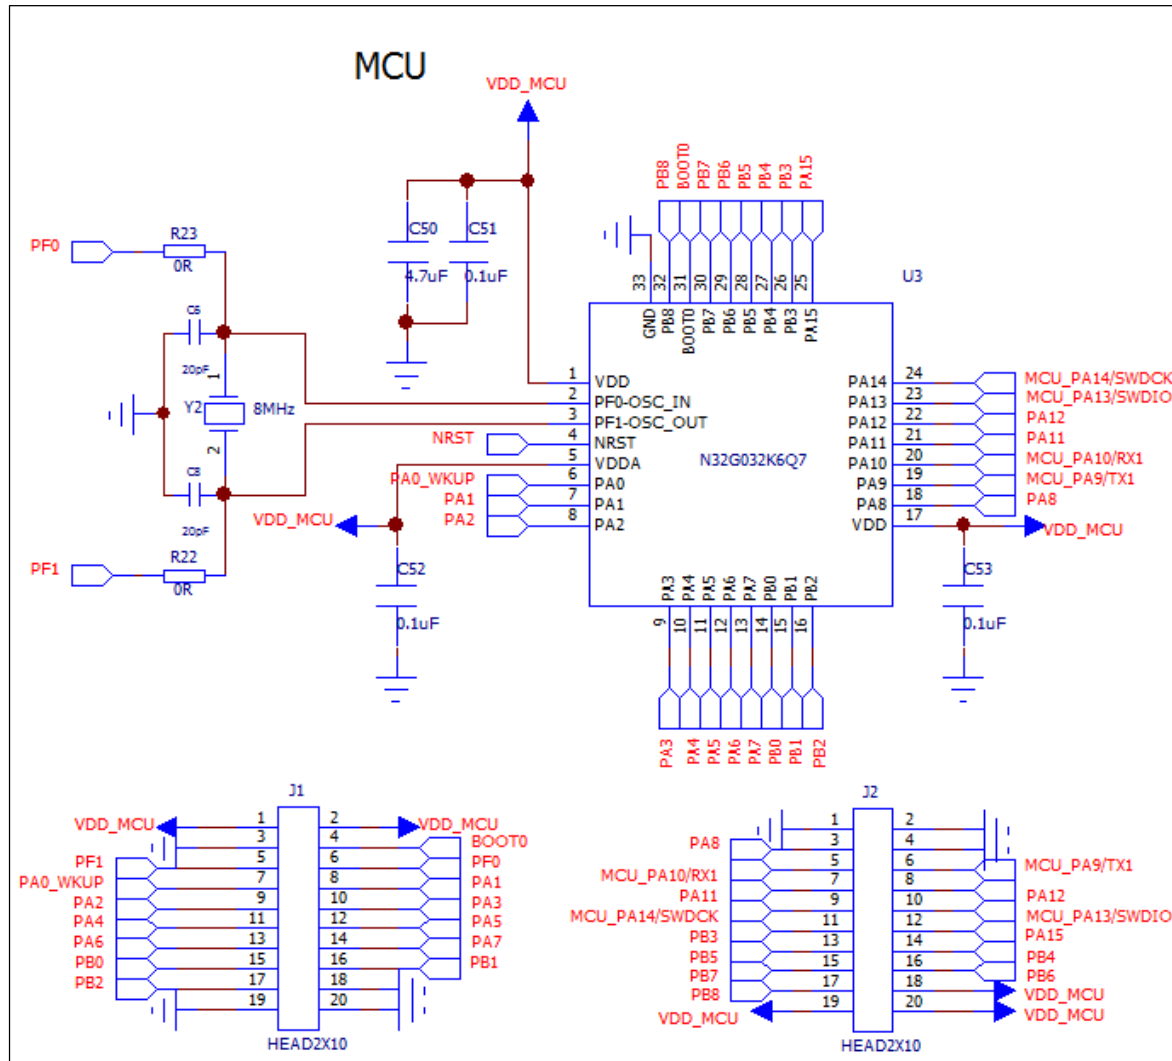 MCU
VDD_MCU
PB8 BOOT0 PB7 PB6 PB5 PB4 PB3 PA15
PF0
R23
0R
C50
4.7uF
C51
0.1uF
33 32 31 30 29 28 27 26 25
GND PB8 BOOT0 PB7 PB6 PB5 PB4 PB3 PA15
U3
C6
20pF
1
Y2
8MHz
2
C8
20pF
PF1
R22
0R
1 VDD
2 PF0-OSC_IN
3 PF1-OSC_OUT
NRST 4 NRST
5 VDDA
PA0_WKUP 6 PA0
PA1 7 PA1
PA2 8 PA2
N32G032K6Q7
PA14 24 MCU_PA14/SWDCK
PA13 23 MCU_PA13/SWDIO
PA12 22 PA12
PA11 21 PA11
PA10 20 MCU_PA10/RX1
PA9 19 MCU_PA9/TX1
PA8 18 PA8
VDD 17 VDD_MCU
VDD_MCU
C52
0.1uF
C53
0.1uF
PA3 PA4 PA5 PA6 PA7 PB0 PB1 PB2
9 10 11 12 13 14 15 16
PA3 PA4 PA5 PA6 PA7 PB0 PB1 PB2
J1
VDD_MCU 1 2 VDD_MCU
3 4 BOOT0
PF1 5 6 PF0
PA0_WKUP 7 8 PA1
PA2 9 10 PA3
PA4 11 12 PA5
PA6 13 14 PA7
PB0 15 16 PB1
PB2 17 18
19 20
HEAD2X10
J2
1 2
PA8 3 4
5 6 MCU_PA9/TX1
MCU_PA10/RX1 7 8
PA11 9 10 PA12
MCU_PA14/SWDCK 11 12 MCU_PA13/SWDIO
PB3 13 14 PA15
PB5 15 16 PB4
PB7 17 18 PB6
PB8 VDD_MCU
VDD_MCU 19 20 VDD_MCU
HEAD2X10